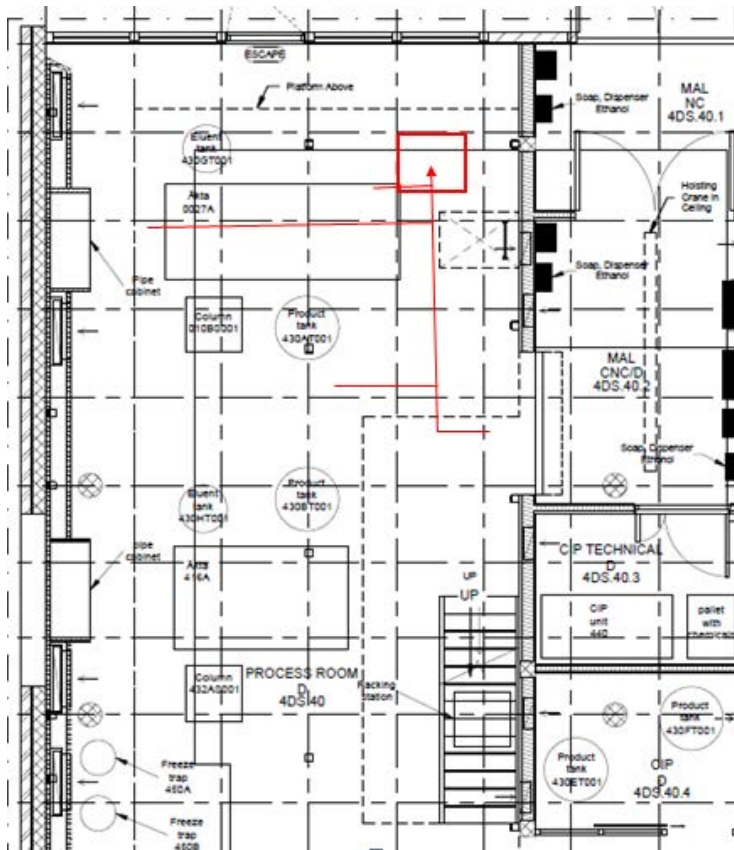 ESCAPE
Platform Above
Eluent
tank
430GT001
Akta
0027A
Pipe
cabinet
Column
010B0001
Product
tank
430AT001
Product
tank
430BT001
Eluent
tank
430HT001
pipe
cabinet
Akta
416A
Column
432A0001
PROCESS ROOM
D
4DS.40
Packing
station
UP
UP
Freeze
trap
460A
Freeze
trap
460B
Soap, Dispenser
Ethanol
MAL
NC
4DS.40.1
Hoisting
Crane in
Ceiling
Soap, Dispenser
Ethanol
MAL
CNC/D
4DS.40.2
Soap, Dispenser
Ethanol
CIP TECHNICAL
D
4DS.40.3
CIP
unit
440
pallet
with
chemicals
Product
tank
430FT001
Product
tank
430ET001
CIP
D
4DS.40.4